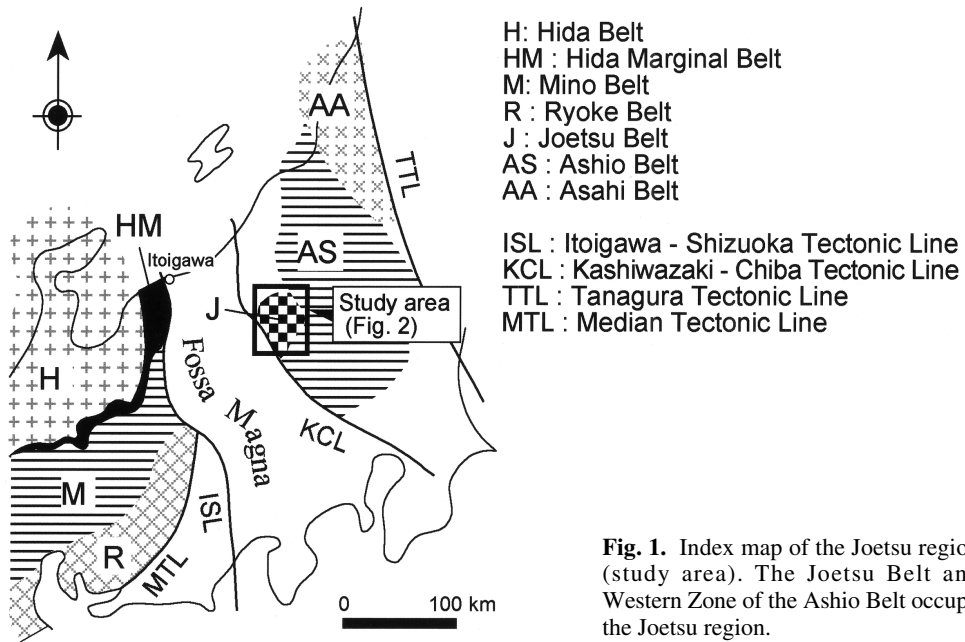 H: Hida Belt
HM : Hida Marginal Belt
M: Mino Belt
R : Ryoke Belt
J : Joetsu Belt
AS : Ashio Belt
AA : Asahi Belt
ISL : Itoigawa - Shizuoka Tectonic Line
KCL : Kashiwazaki - Chiba Tectonic Line
TTL : Tanagura Tectonic Line
MTL : Median Tectonic Line
AA
TTL
HM
Itoigawa
AS
J
Study area
(Fig. 2)
H
Fossa Magna
KCL
M
ISL
R
MTL
0 100 km
Fig. 1. Index map of the Joetsu regio
(study area). The Joetsu Belt an
Western Zone of the Ashio Belt occup
the Joetsu region.